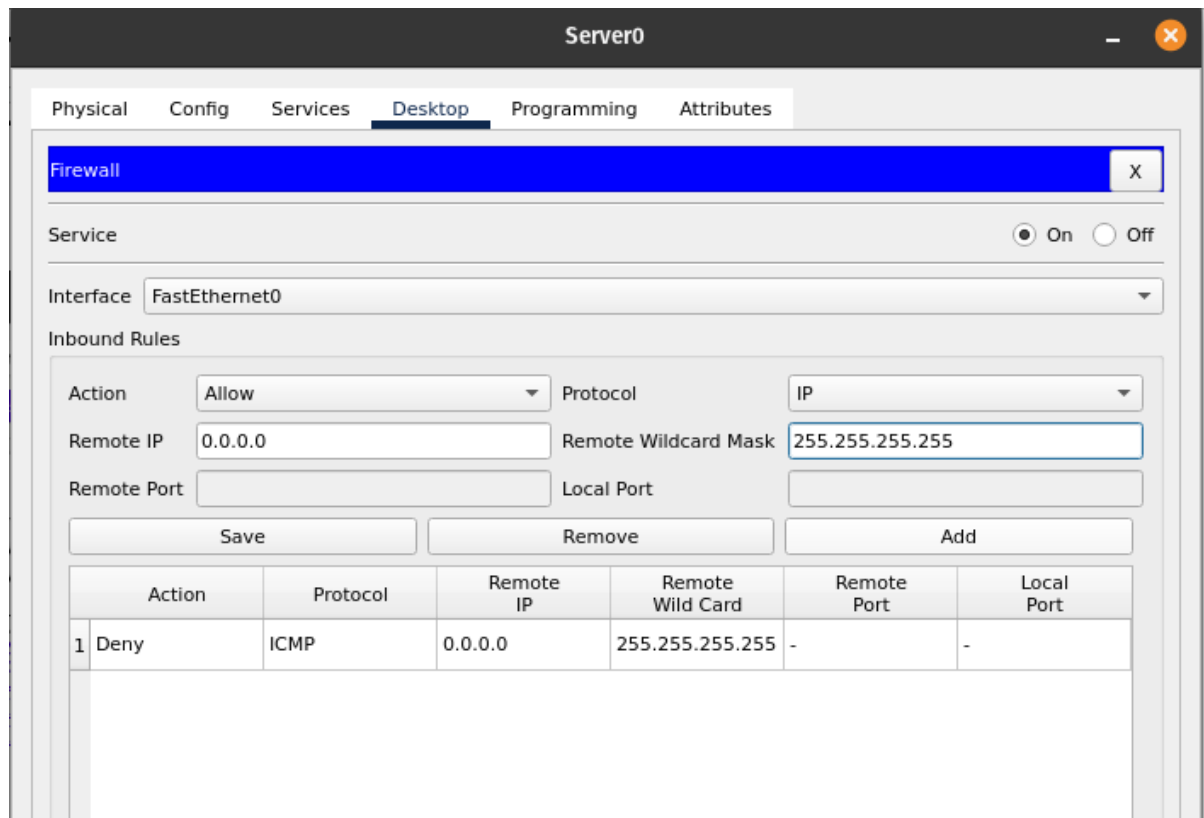 Server0
Physical Config Services Desktop Programming Attributes
Firewall X
Service On Off
Interface FastEthernet0
Inbound Rules
Action Allow Protocol IP
Remote IP 0.0.0.0 Remote Wildcard Mask 255.255.255.255
Remote Port Local Port
Save Remove Add
Action Protocol Remote IP Remote Wild Card Remote Port Local Port
1 Deny ICMP 0.0.0.0 255.255.255.255 - -